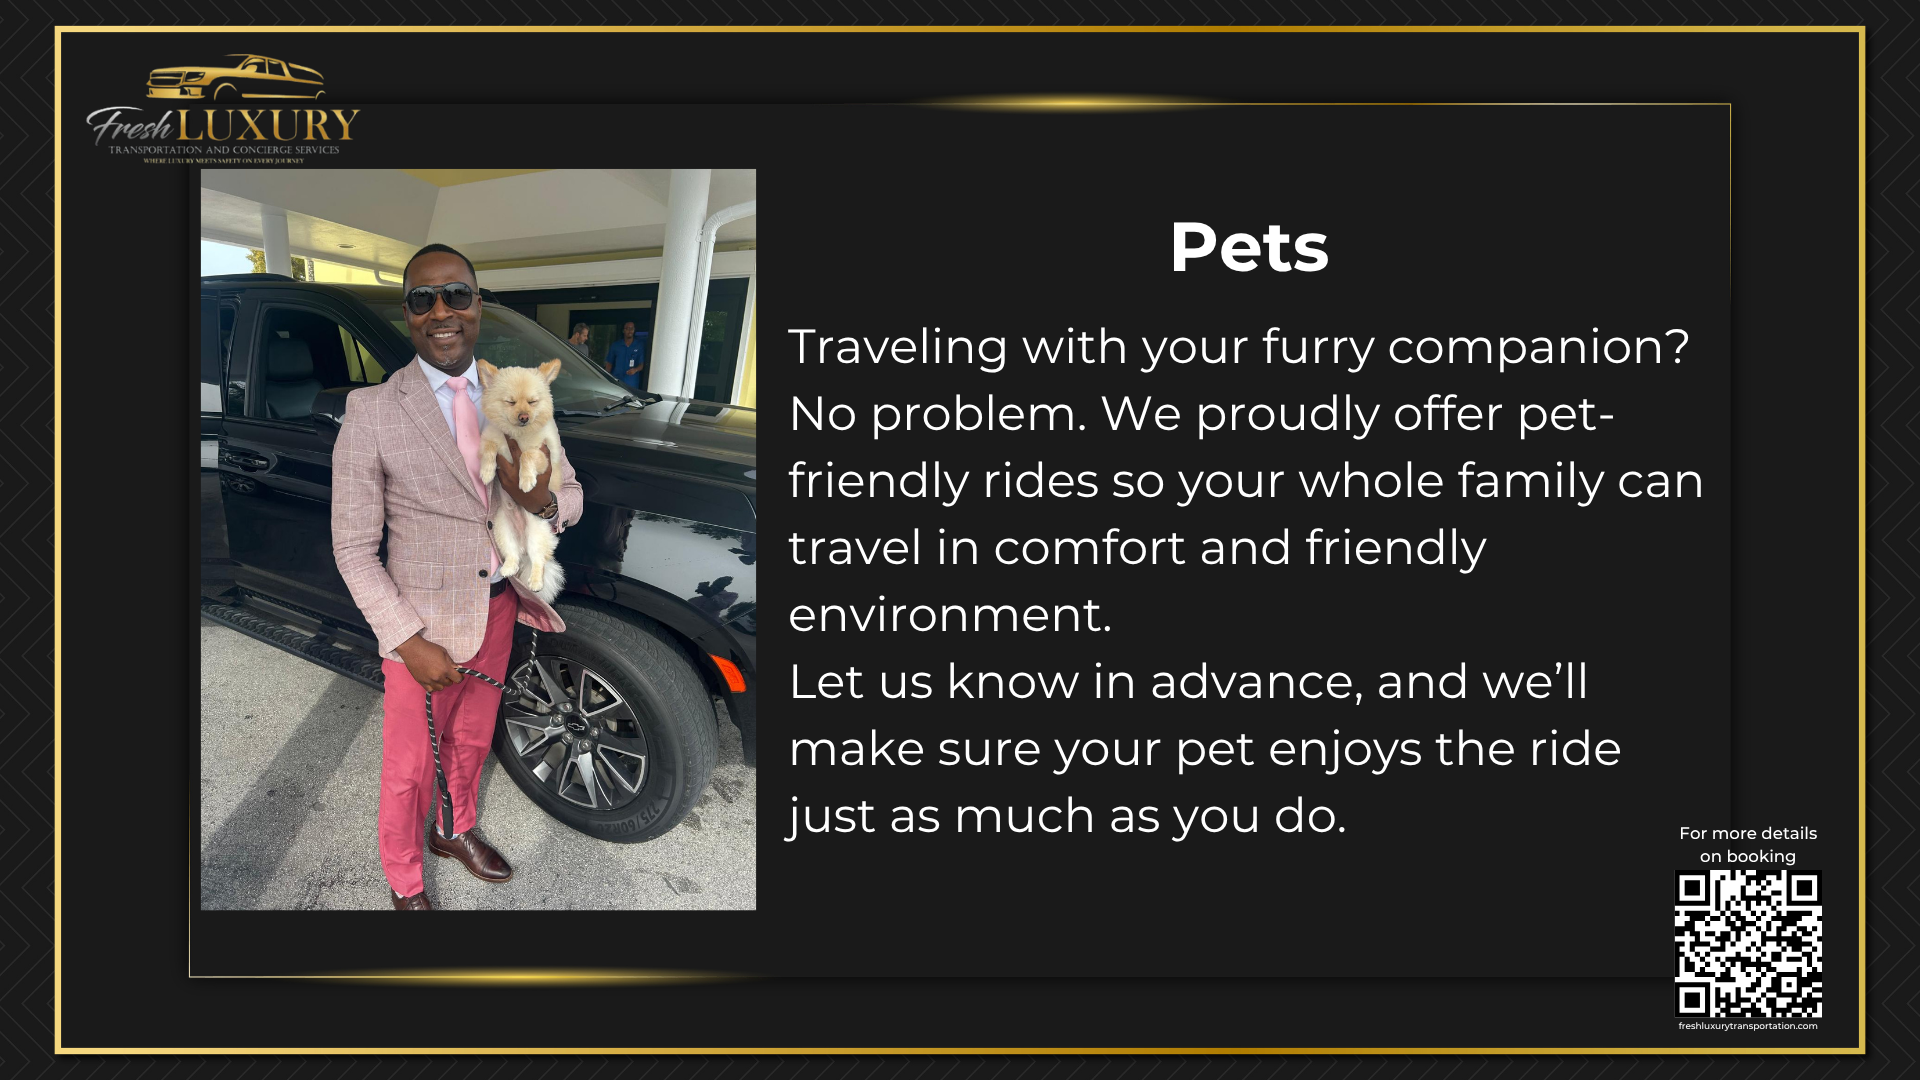 Fresh LUXURY
TRANSPORTATION AND CONCIERGE SERVICES
WHERE LUXURY MEETS SAFETY ON EVERY JOURNEY
Pets
Traveling with your furry companion?
No problem. We proudly offer pet-
friendly rides so your whole family can
travel in comfort and friendly
environment.
Let us know in advance, and we’ll
make sure your pet enjoys the ride
just as much as you do.
For more details
on booking
freshluxurytransportation.com